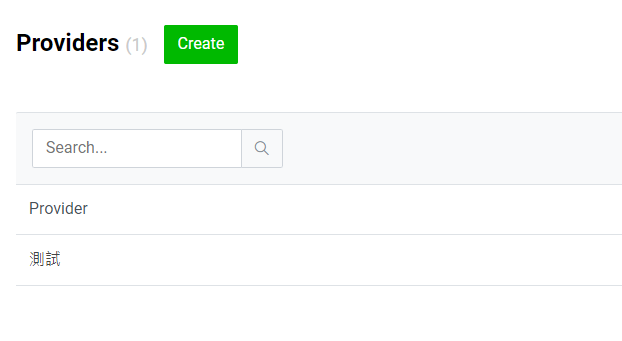 Providers (1) Create
Search...
Provider
測試